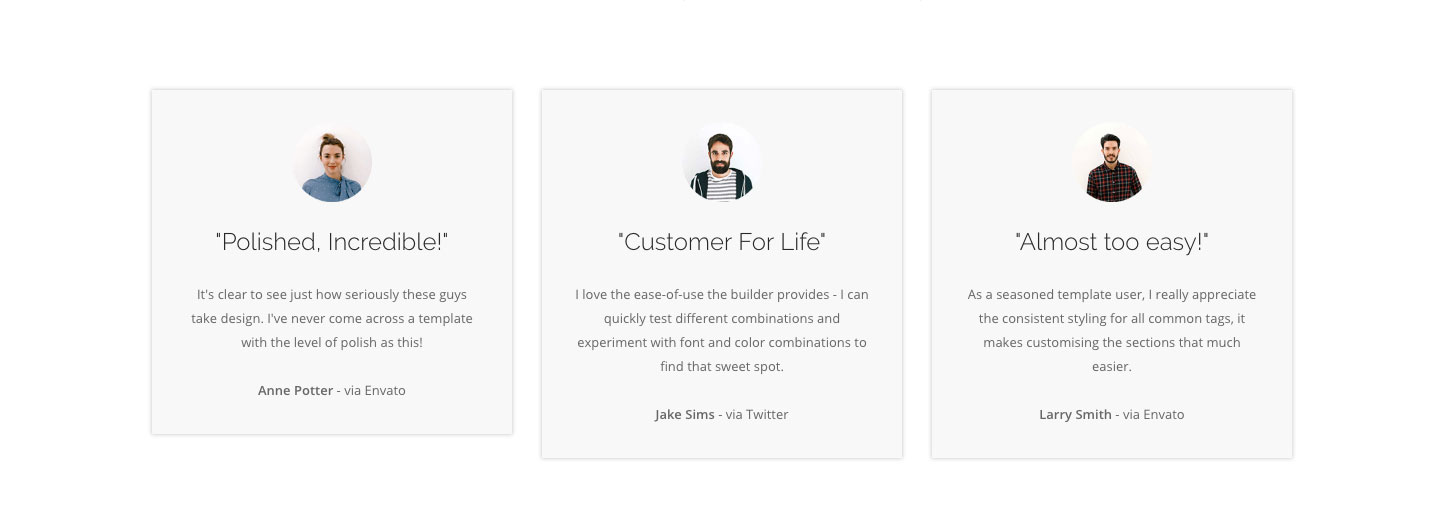 "Polished, Incredible!"
It's clear to see just how seriously these guys
take design. I've never come across a template
with the level of polish as this!
Anne Potter - via Envato
"Customer For Life"
I love the ease-of-use the builder provides - I can
quickly test different combinations and
experiment with font and color combinations to
find that sweet spot.
Jake Sims - via Twitter
"Almost too easy!"
As a seasoned template user, I really appreciate
the consistent styling for all common tags, it
makes customising the sections that much
easier.
Larry Smith - via Envato